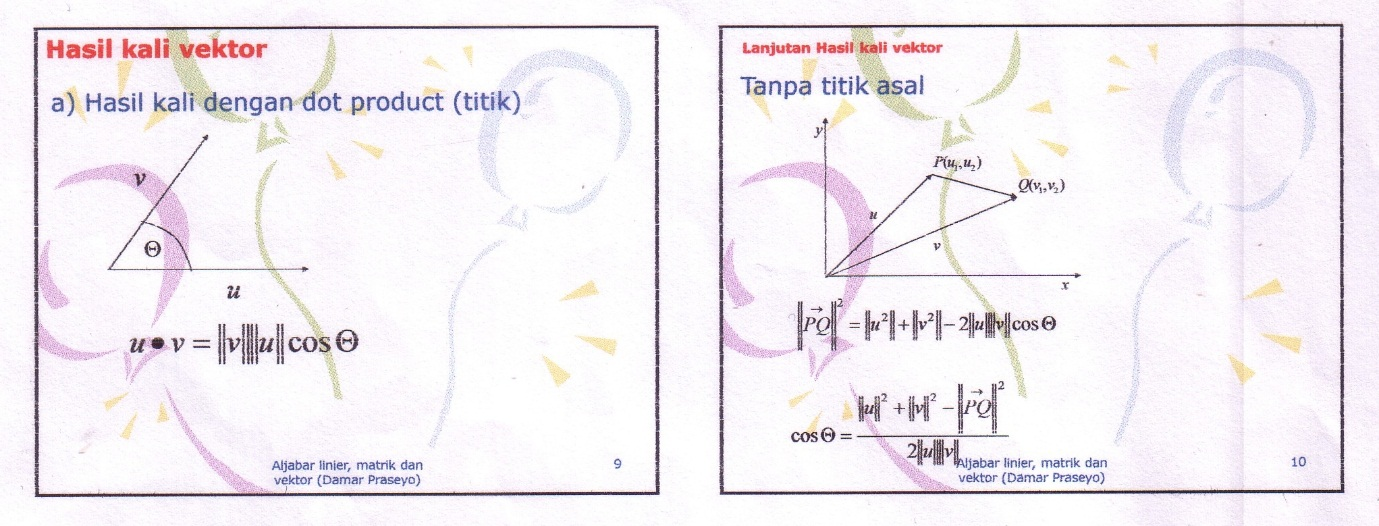 Hasil kali vektor
a) Hasil kali dengan dot product (titik)
v
Θ
u
u • v = ‖v‖‖u‖ cos Θ
Aljabar linier, matrik dan
vektor (Damar Praseyo)
9
Lanjutan Hasil kali vektor
Tanpa titik asal
y
P(u₁,u₂)
Q(v₁,v₂)
u
v
x
‖PQ→‖² = ‖u²‖ + ‖v²‖ − 2‖u‖‖v‖ cos Θ
cos Θ = (‖u‖² + ‖v‖² − ‖PQ→‖²) / 2‖u‖‖v‖
Aljabar linier, matrik dan
vektor (Damar Praseyo)
10